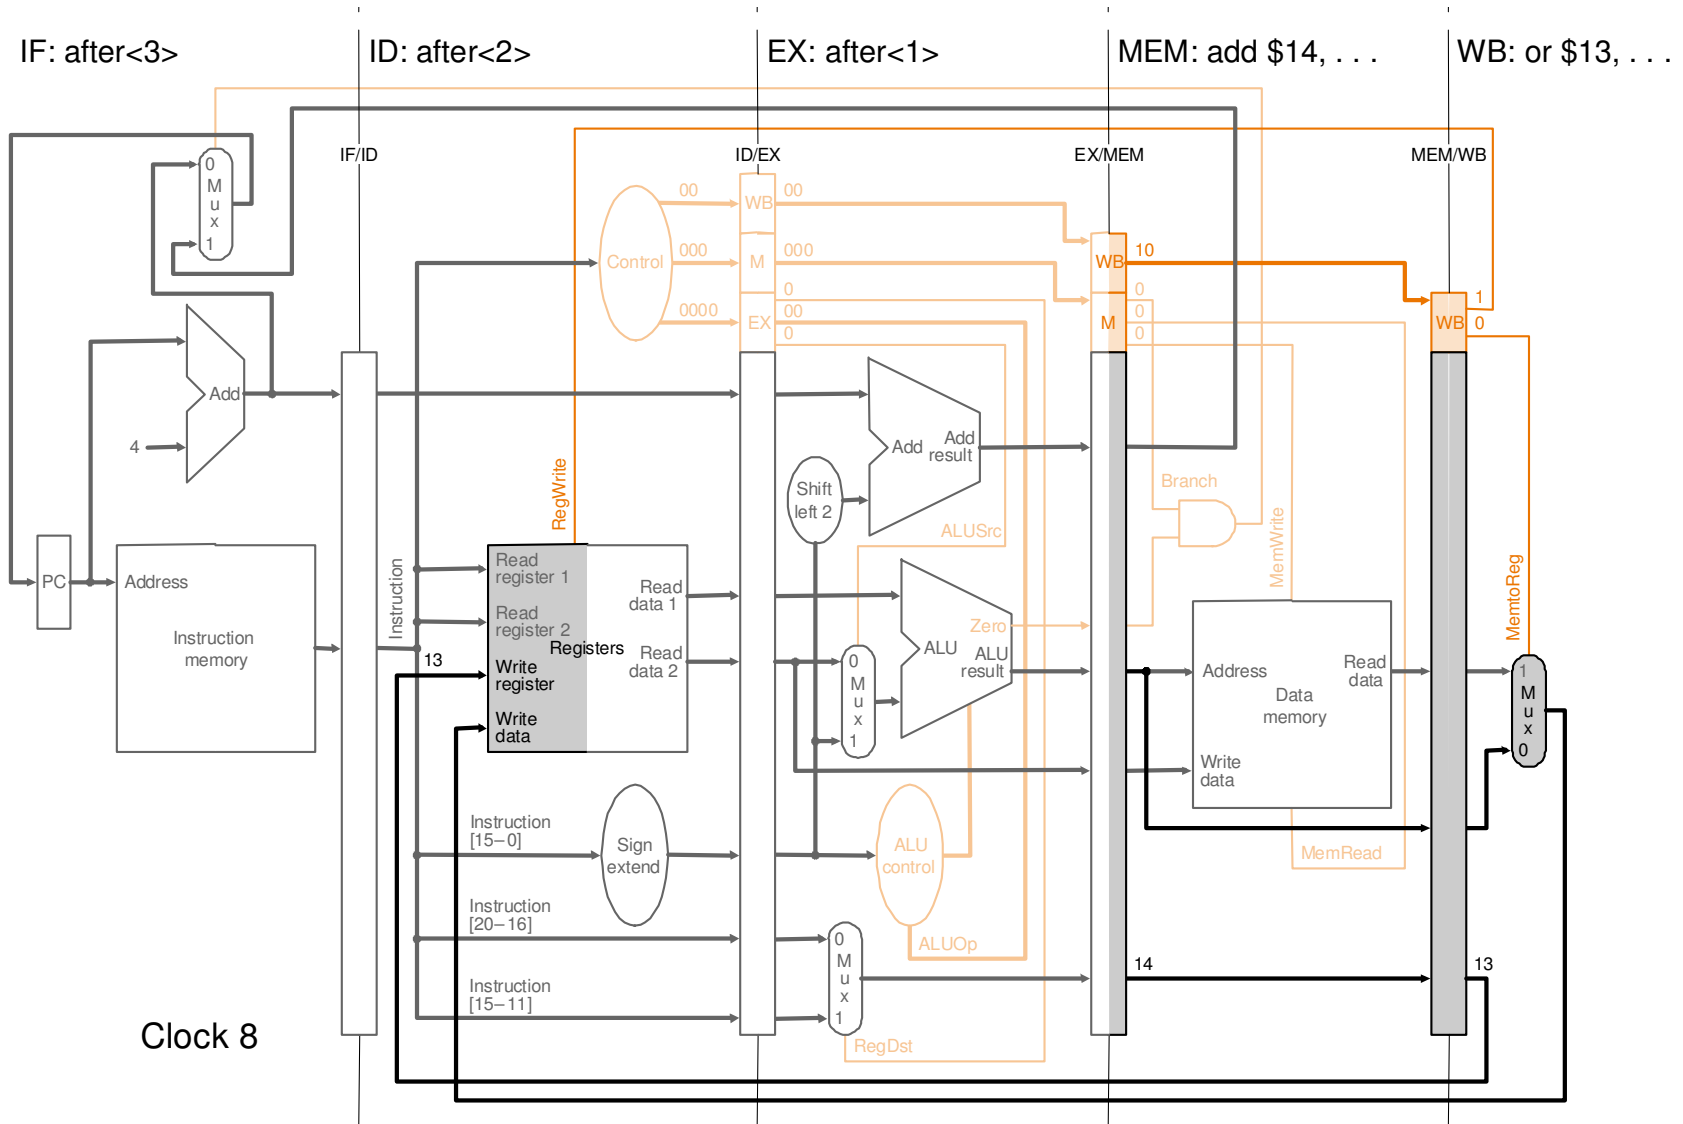 IF: after<3>
ID: after<2>
EX: after<1>
MEM: add $14, . . .
WB: or $13, . . .
IF/ID
ID/EX
EX/MEM
MEM/WB
0
M
u
x
1
Control
00
000
0000
WB
M
EX
00
000
0
00
0
WB
M
10
0
0
0
WB
1
0
Add
4
RegWrite
Shift
left 2
Add
Add
result
ALUSrc
Branch
MemWrite
MemtoReg
PC
Address
Instruction
memory
Instruction
13
Read
register 1
Read
register 2
Registers
Write
register
Write
data
Read
data 1
Read
data 2
0
M
u
x
1
Zero
ALU
ALU
result
Address
Read
data
Data
memory
Write
data
1
M
u
x
0
MemRead
Instruction
[15–0]
Sign
extend
ALU
control
Instruction
[20–16]
ALUOp
0
M
u
x
1
14
13
Instruction
[15–11]
RegDst
Clock 8